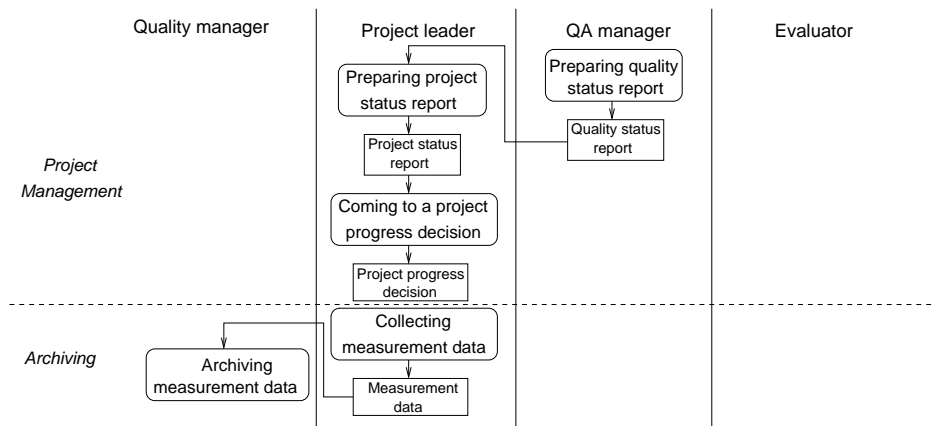 Quality manager
Project leader
QA manager
Evaluator
Preparing project
status report
Preparing quality
status report
Project status
report
Quality status
report
Project
Management
Coming to a project
progress decision
Project progress
decision
Collecting
measurement data
Archiving
Archiving
measurement data
Measurement
data